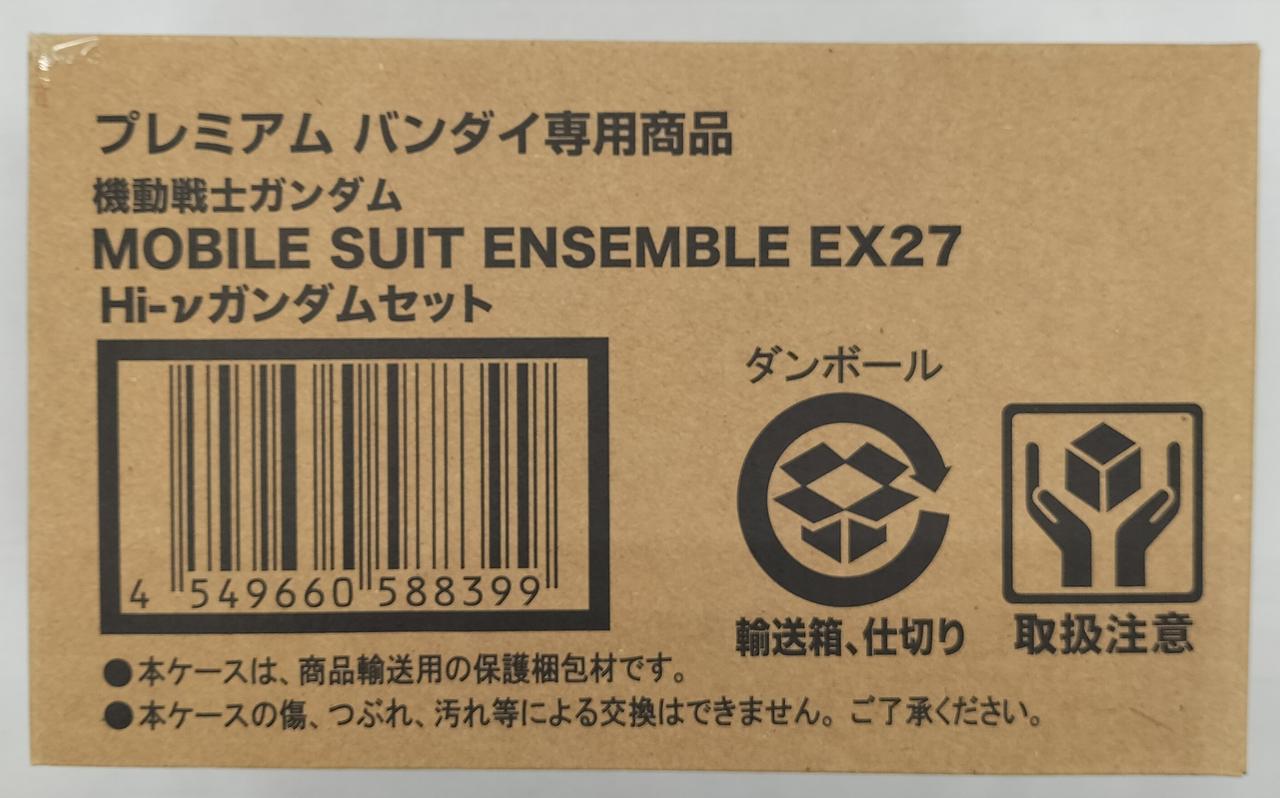 プレミアム バンダイ専用商品
機動戦士ガンダム
MOBILE SUIT ENSEMBLE EX27
Hi-νガンダムセット
4 549660 588399
ダンボール
輸送箱、仕切り
取扱注意
●本ケースは、商品輸送用の保護梱包材です。
●本ケースの傷、つぶれ、汚れ等による交換はできません。ご了承ください。